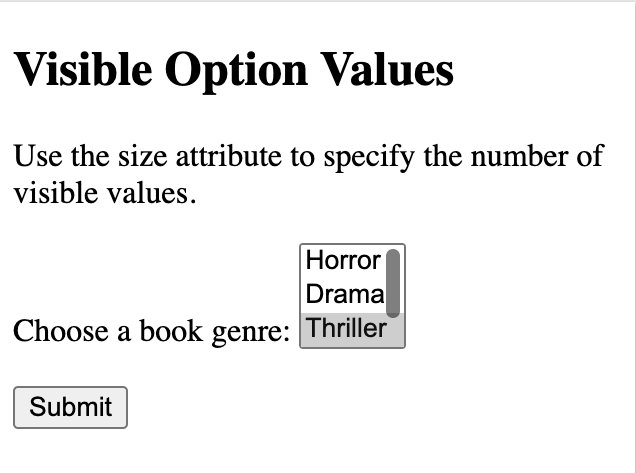 Visible Option Values
Use the size attribute to specify the number of
visible values.
Horror
Drama
Choose a book genre: Thriller
Submit